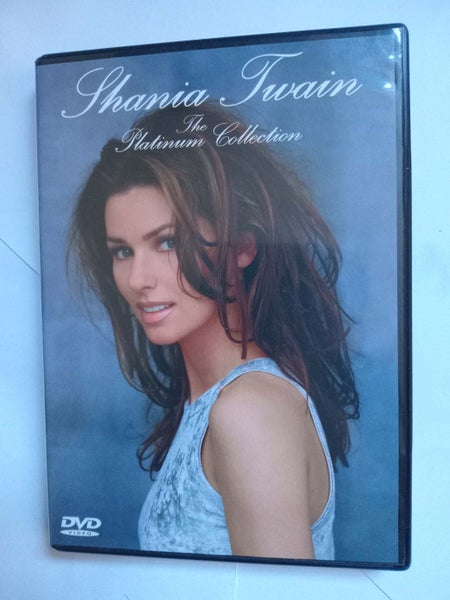 Shania Twain
The
Platinum Collection
DVD
VIDEO